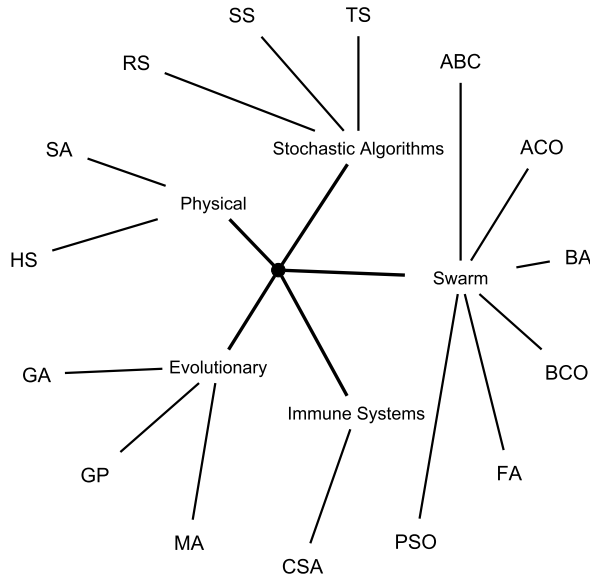 SS
TS
RS
ABC
Stochastic Algorithms
SA
ACO
Physical
HS
BA
Swarm
Evolutionary
GA
BCO
Immune Systems
GP
FA
MA
PSO
CSA